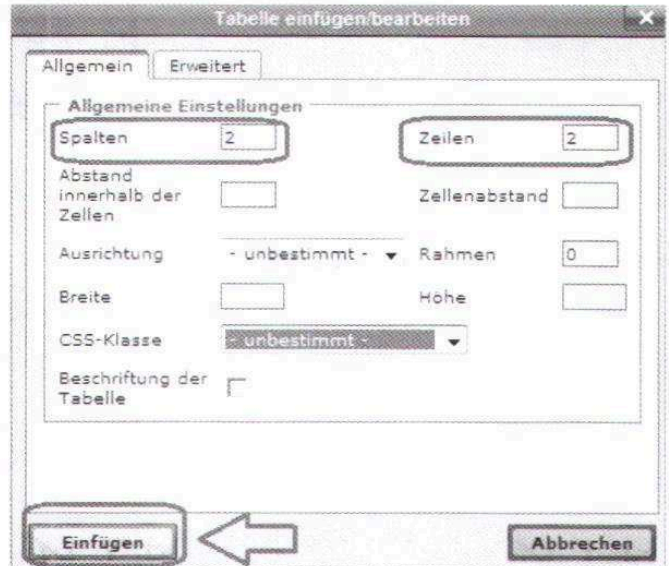 Tabelle einfügen/bearbeiten
Allgemein Erweitert
Allgemeine Einstellungen
Spalten 2 Zeilen 2
Abstand
innerhalb der
Zellen
Zellenabstand
Ausrichtung - unbestimmt - Rahmen 0
Breite Höhe
CSS-Klasse - unbestimmt -
Beschriftung der
Tabelle
Einfügen Abbrechen